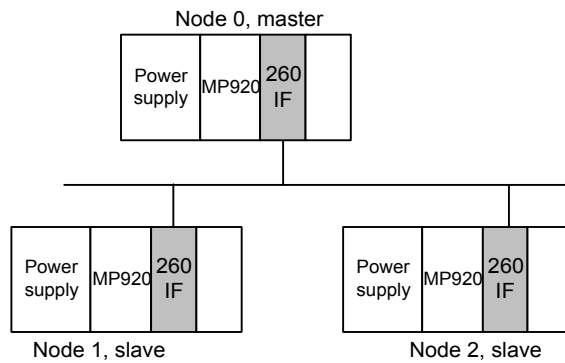 Node 0, master
Power
supply
MP920
260
IF
Power
supply
MP920
260
IF
Node 1, slave
Power
supply
MP920
260
IF
Node 2, slave